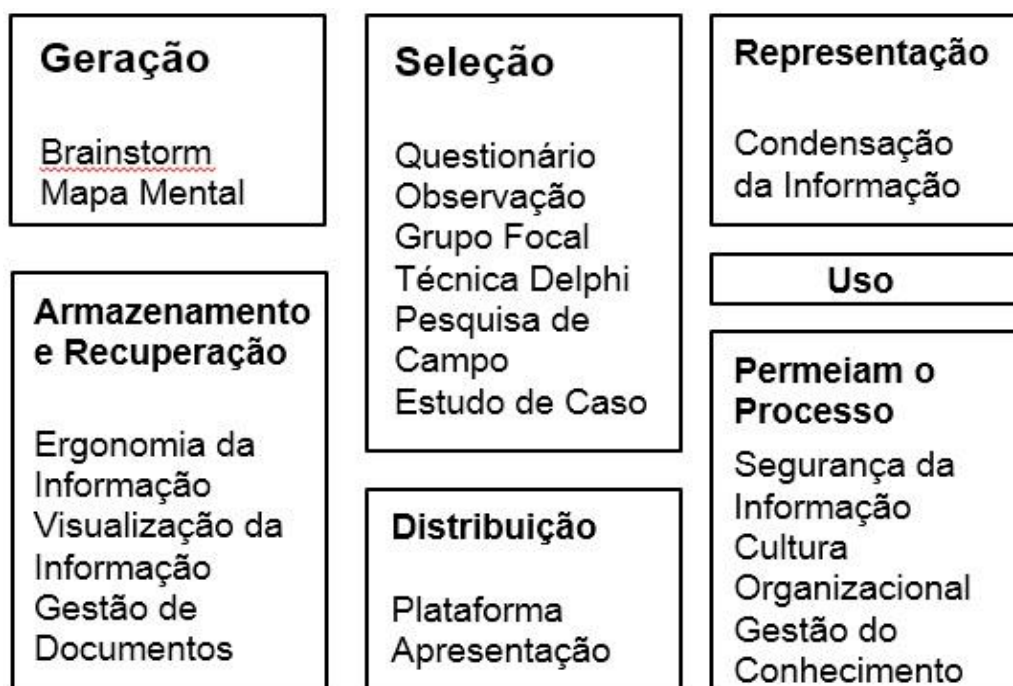 Geração
Brainstorm
Mapa Mental
Seleção
Questionário
Observação
Grupo Focal
Técnica Delphi
Pesquisa de
Campo
Estudo de Caso
Representação
Condensação
da Informação
Uso
Armazenamento
e Recuperação
Ergonomia da
Informação
Visualização da
Informação
Gestão de
Documentos
Distribuição
Plataforma
Apresentação
Permeiam o
Processo
Segurança da
Informação
Cultura
Organizacional
Gestão do
Conhecimento